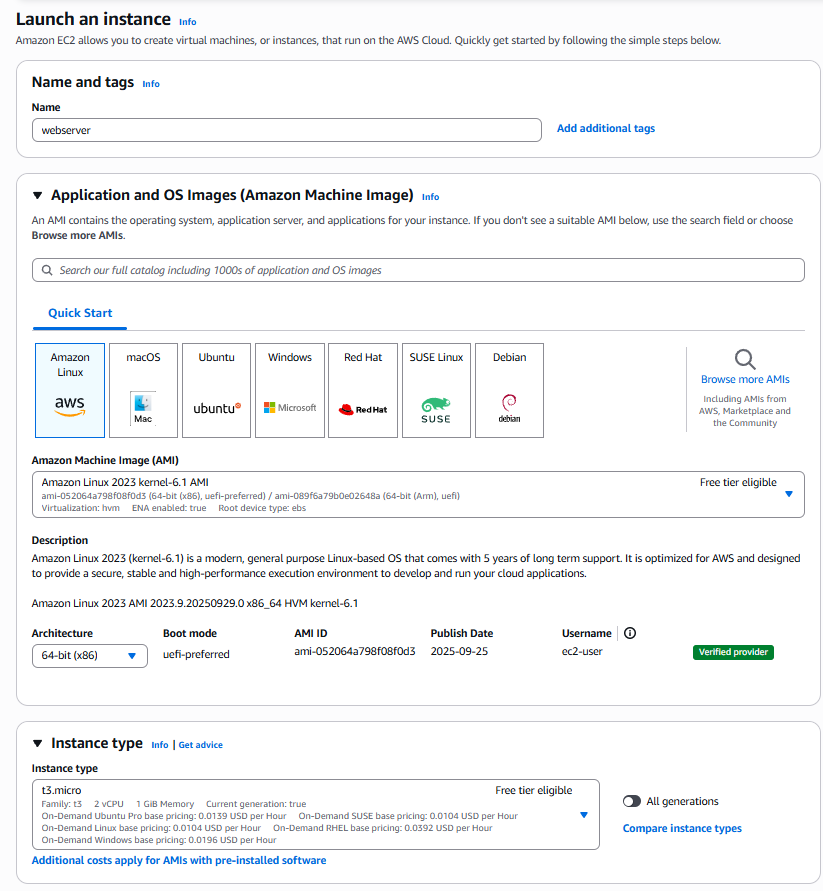 Launch an instance Info
Amazon EC2 allows you to create virtual machines, or instances, that run on the AWS Cloud. Quickly get started by following the simple steps below.
Name and tags Info
Name
webserver
Add additional tags
Application and OS Images (Amazon Machine Image) Info
An AMI contains the operating system, application server, and applications for your instance. If you don't see a suitable AMI below, use the search field or choose
Browse more AMIs.
Search our full catalog including 1000s of application and OS images
Quick Start
Amazon
Linux
aws
macOS
Mac
Ubuntu
ubuntu
Windows
Microsoft
Red Hat
Red Hat
SUSE Linux
SUSE
Debian
debian
Browse more AMIs
Including AMIs from
AWS, Marketplace and
the Community
Amazon Machine Image (AMI)
Amazon Linux 2023 kernel-6.1 AMI
Free tier eligible
ami-052064a798f08f0d3 (64-bit (x86), uefi-preferred) / ami-089f6a79b0e02648a (64-bit (Arm), uefi)
Virtualization: hvm ENA enabled: true Root device type: ebs
Description
Amazon Linux 2023 (kernel-6.1) is a modern, general purpose Linux-based OS that comes with 5 years of long term support. It is optimized for AWS and designed
to provide a secure, stable and high-performance execution environment to develop and run your cloud applications.
Amazon Linux 2023 AMI 2023.9.20250929.0 x86_64 HVM kernel-6.1
Architecture
64-bit (x86)
Boot mode
uefi-preferred
AMI ID
ami-052064a798f08f0d3
Publish Date
2025-09-25
Username
ec2-user
Verified provider
Instance type Info | Get advice
Instance type
t3.micro
Free tier eligible
Family: t3 2 vCPU 1 GiB Memory Current generation: true
On-Demand Ubuntu Pro base pricing: 0.0139 USD per Hour On-Demand SUSE base pricing: 0.0104 USD per Hour
On-Demand Linux base pricing: 0.0104 USD per Hour On-Demand RHEL base pricing: 0.0392 USD per Hour
On-Demand Windows base pricing: 0.0196 USD per Hour
All generations
Compare instance types
Additional costs apply for AMIs with pre-installed software